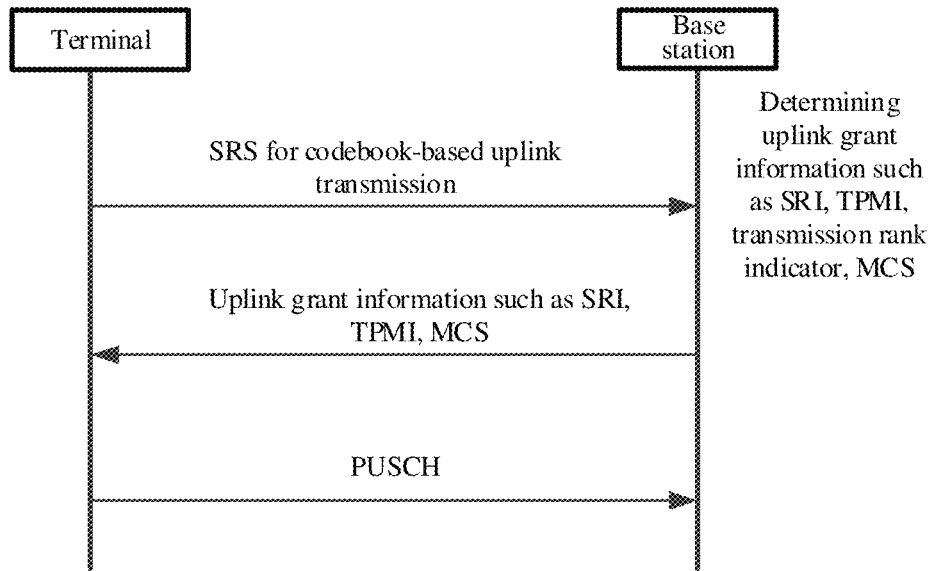 Terminal
Base
station
Determining
uplink grant
information such
as SRI, TPMI,
transmission rank
indicator, MCS
SRS for codebook-based uplink
transmission
Uplink grant information such as SRI,
TPMI, MCS
PUSCH